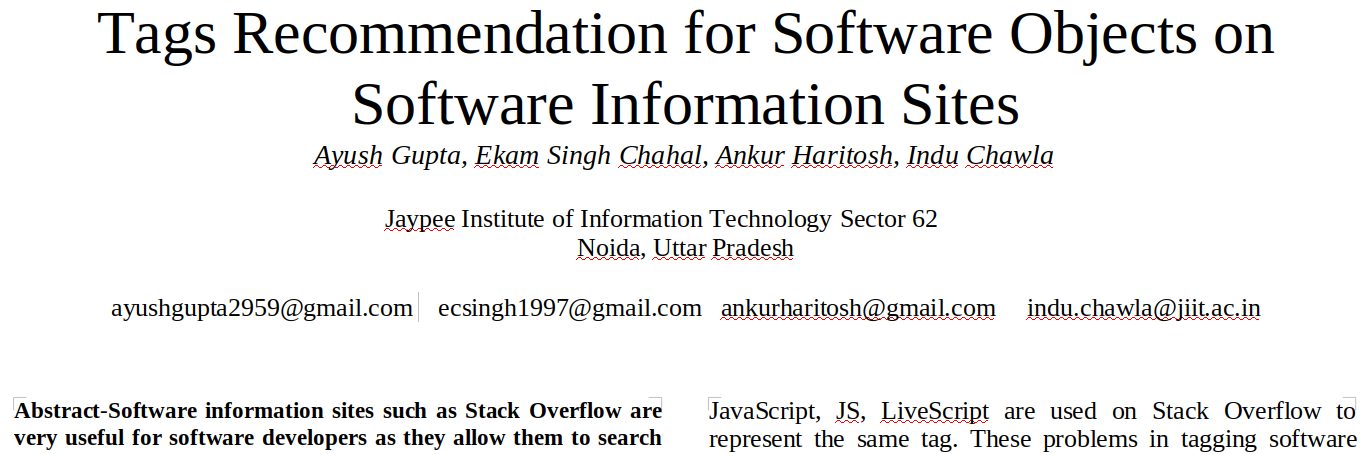 Tags Recommendation for Software Objects on
Software Information Sites
Ayush Gupta, Ekam Singh Chahal, Ankur Haritosh, Indu Chawla
Jaypee Institute of Information Technology Sector 62
Noida, Uttar Pradesh
ayushgupta2959@gmail.com ecsingh1997@gmail.com ankurharitosh@gmail.com indu.chawla@jiit.ac.in
Abstract-Software information sites such as Stack Overflow are
very useful for software developers as they allow them to search
JavaScript, JS, LiveScript are used on Stack Overflow to
represent the same tag. These problems in tagging software